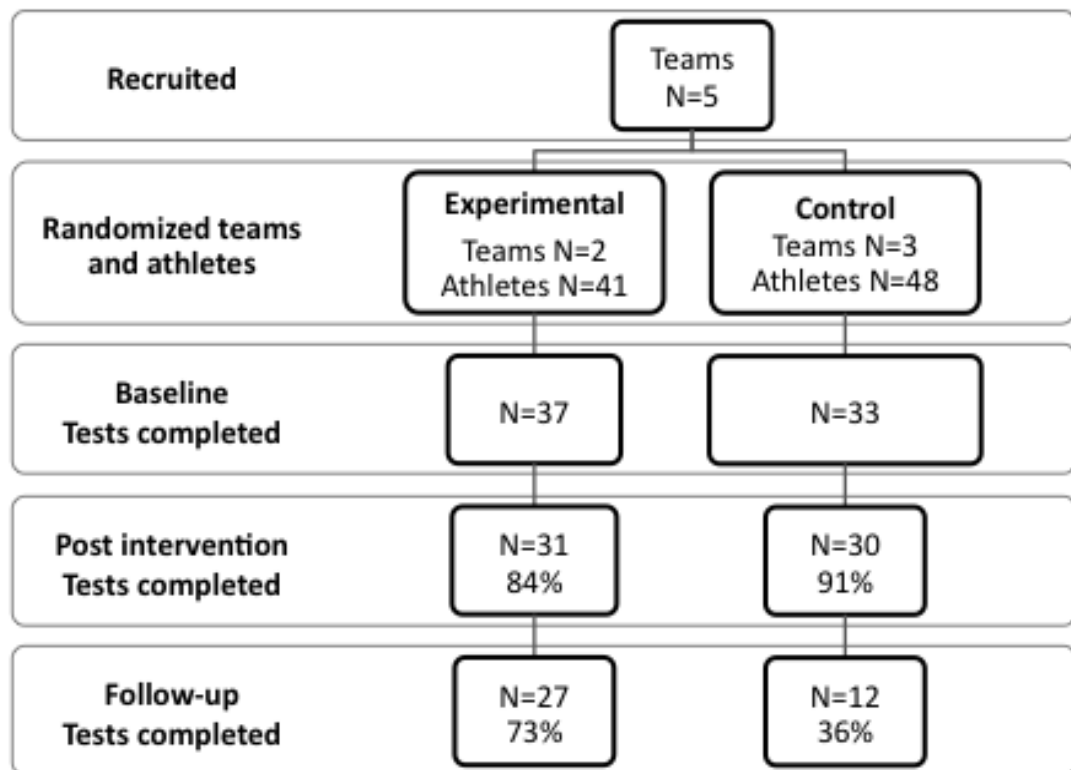 Recruited
Teams
N=5
Randomized teams
and athletes
Experimental
Teams N=2
Athletes N=41
Control
Teams N=3
Athletes N=48
Baseline
Tests completed
N=37
N=33
Post intervention
Tests completed
N=31
84%
N=30
91%
Follow-up
Tests completed
N=27
73%
N=12
36%